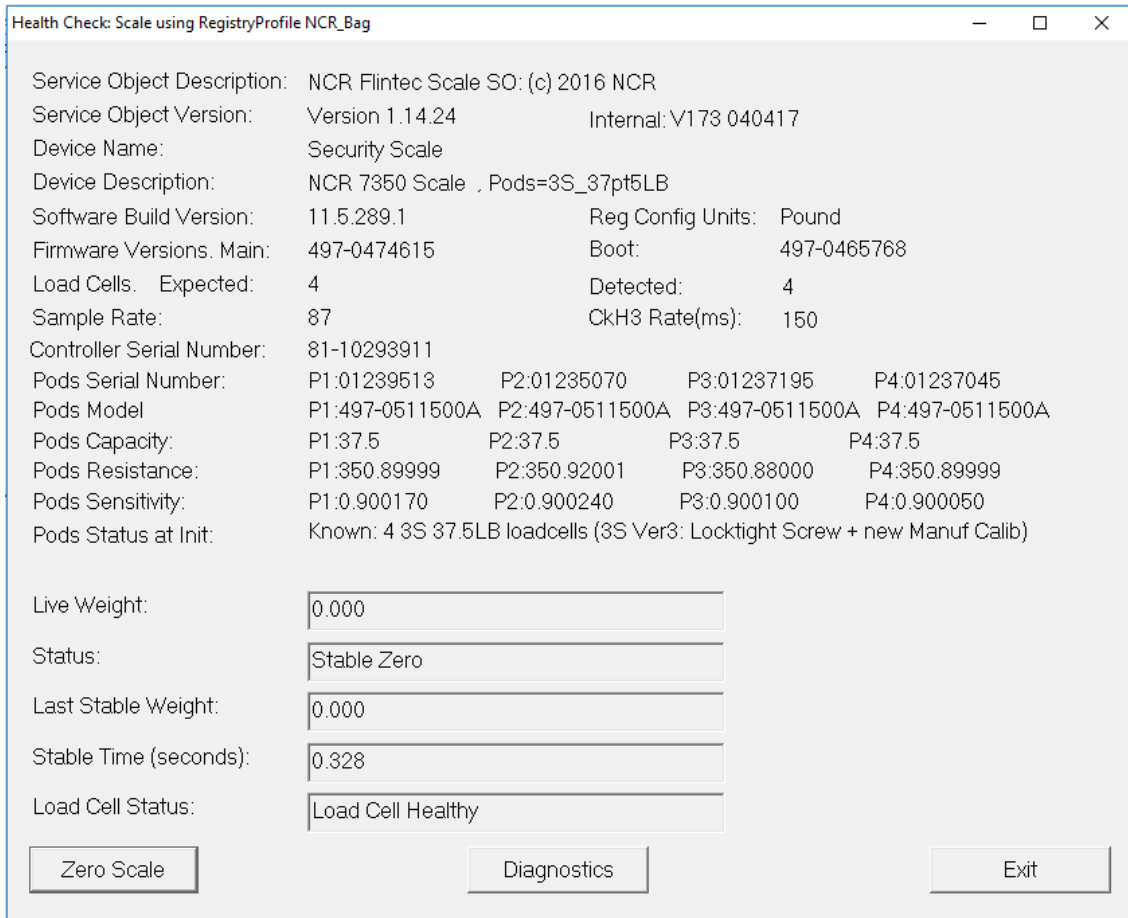 Health Check: Scale using RegistryProfile NCR_Bag
Service Object Description: NCR Flintec Scale SO: (c) 2016 NCR
Service Object Version: Version 1.14.24 Internal: V173 040417
Device Name: Security Scale
Device Description: NCR 7350 Scale , Pods=3S_37pt5LB
Software Build Version: 11.5.289.1 Reg Config Units: Pound
Firmware Versions. Main: 497-0474615 Boot: 497-0465768
Load Cells. Expected: 4 Detected: 4
Sample Rate: 87 CkH3 Rate(ms): 150
Controller Serial Number: 81-10293911
Pods Serial Number: P1:01239513 P2:01235070 P3:01237195 P4:01237045
Pods Model P1:497-0511500A P2:497-0511500A P3:497-0511500A P4:497-0511500A
Pods Capacity: P1:37.5 P2:37.5 P3:37.5 P4:37.5
Pods Resistance: P1:350.89999 P2:350.92001 P3:350.88000 P4:350.89999
Pods Sensitivity: P1:0.900170 P2:0.900240 P3:0.900100 P4:0.900050
Pods Status at Init: Known: 4 3S 37.5LB loadcells (3S Ver3: Locktight Screw + new Manuf Calib)
Live Weight: 0.000
Status: Stable Zero
Last Stable Weight: 0.000
Stable Time (seconds): 0.328
Load Cell Status: Load Cell Healthy
Zero Scale Diagnostics Exit